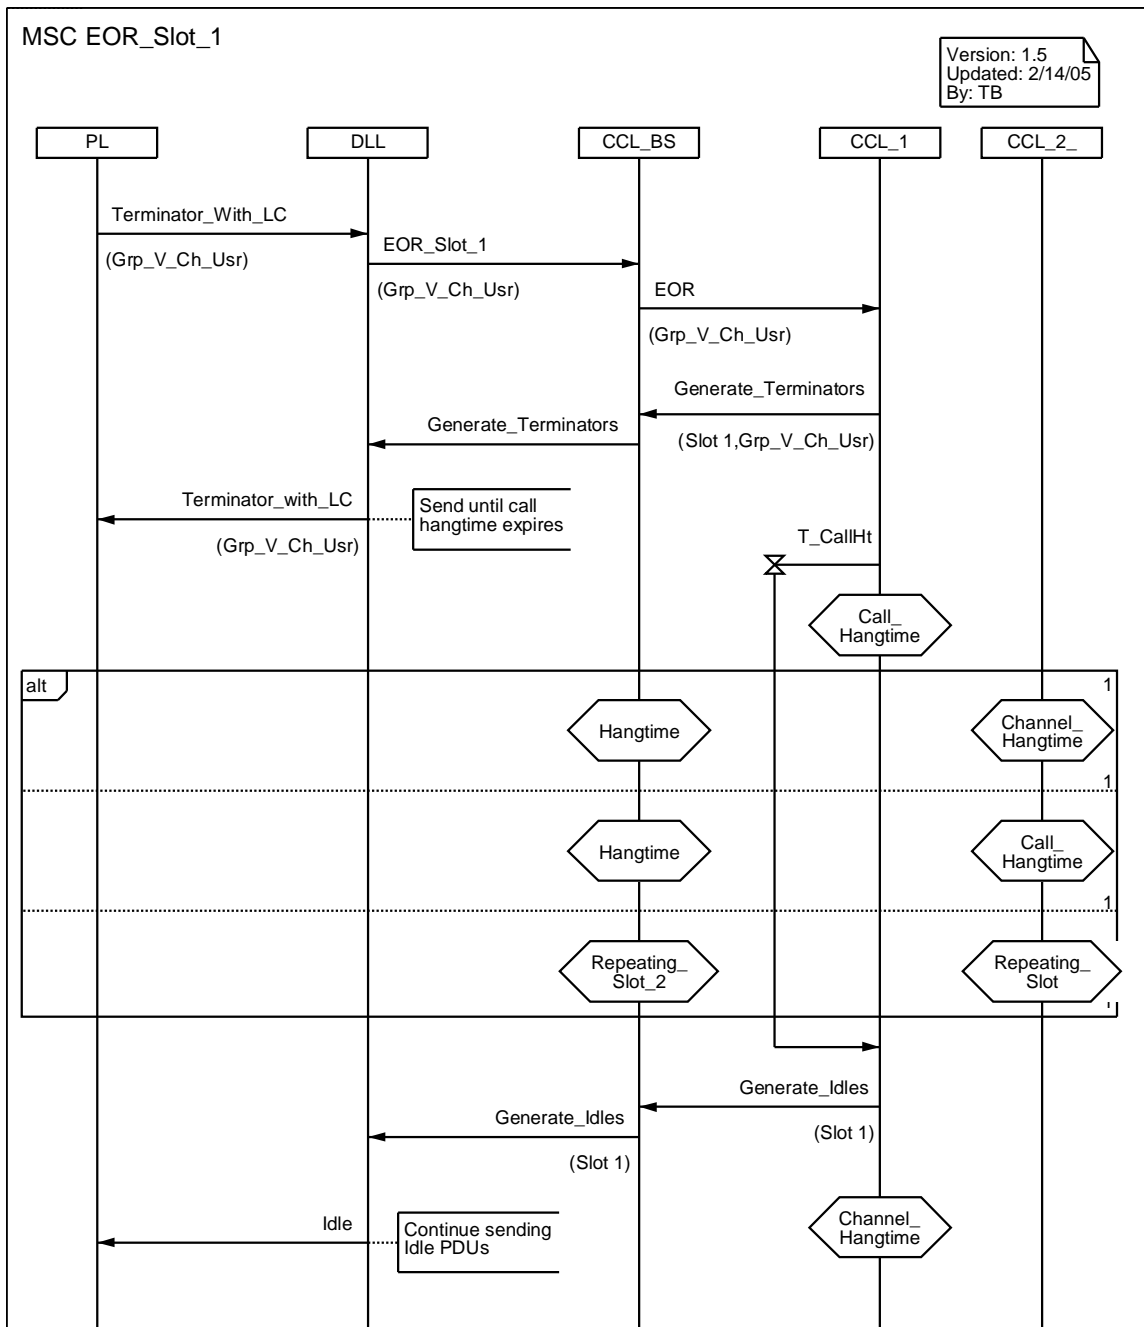 MSC EOR_Slot_1
Version: 1.5
Updated: 2/14/05
By: TB
PL
DLL
CCL_BS
CCL_1
CCL_2_
Terminator_With_LC
(Grp_V_Ch_Usr)
EOR_Slot_1
(Grp_V_Ch_Usr)
EOR
(Grp_V_Ch_Usr)
Generate_Terminators
(Slot 1,Grp_V_Ch_Usr)
Generate_Terminators
Terminator_with_LC
(Grp_V_Ch_Usr)
Send until call
hangtime expires
T_CallHt
Call_
Hangtime
alt
1
Hangtime
Channel_
Hangtime
1
Hangtime
Call_
Hangtime
1
Repeating_
Slot_2
Repeating_
Slot
Generate_Idles
(Slot 1)
Generate_Idles
(Slot 1)
Idle
Continue sending
Idle PDUs
Channel_
Hangtime